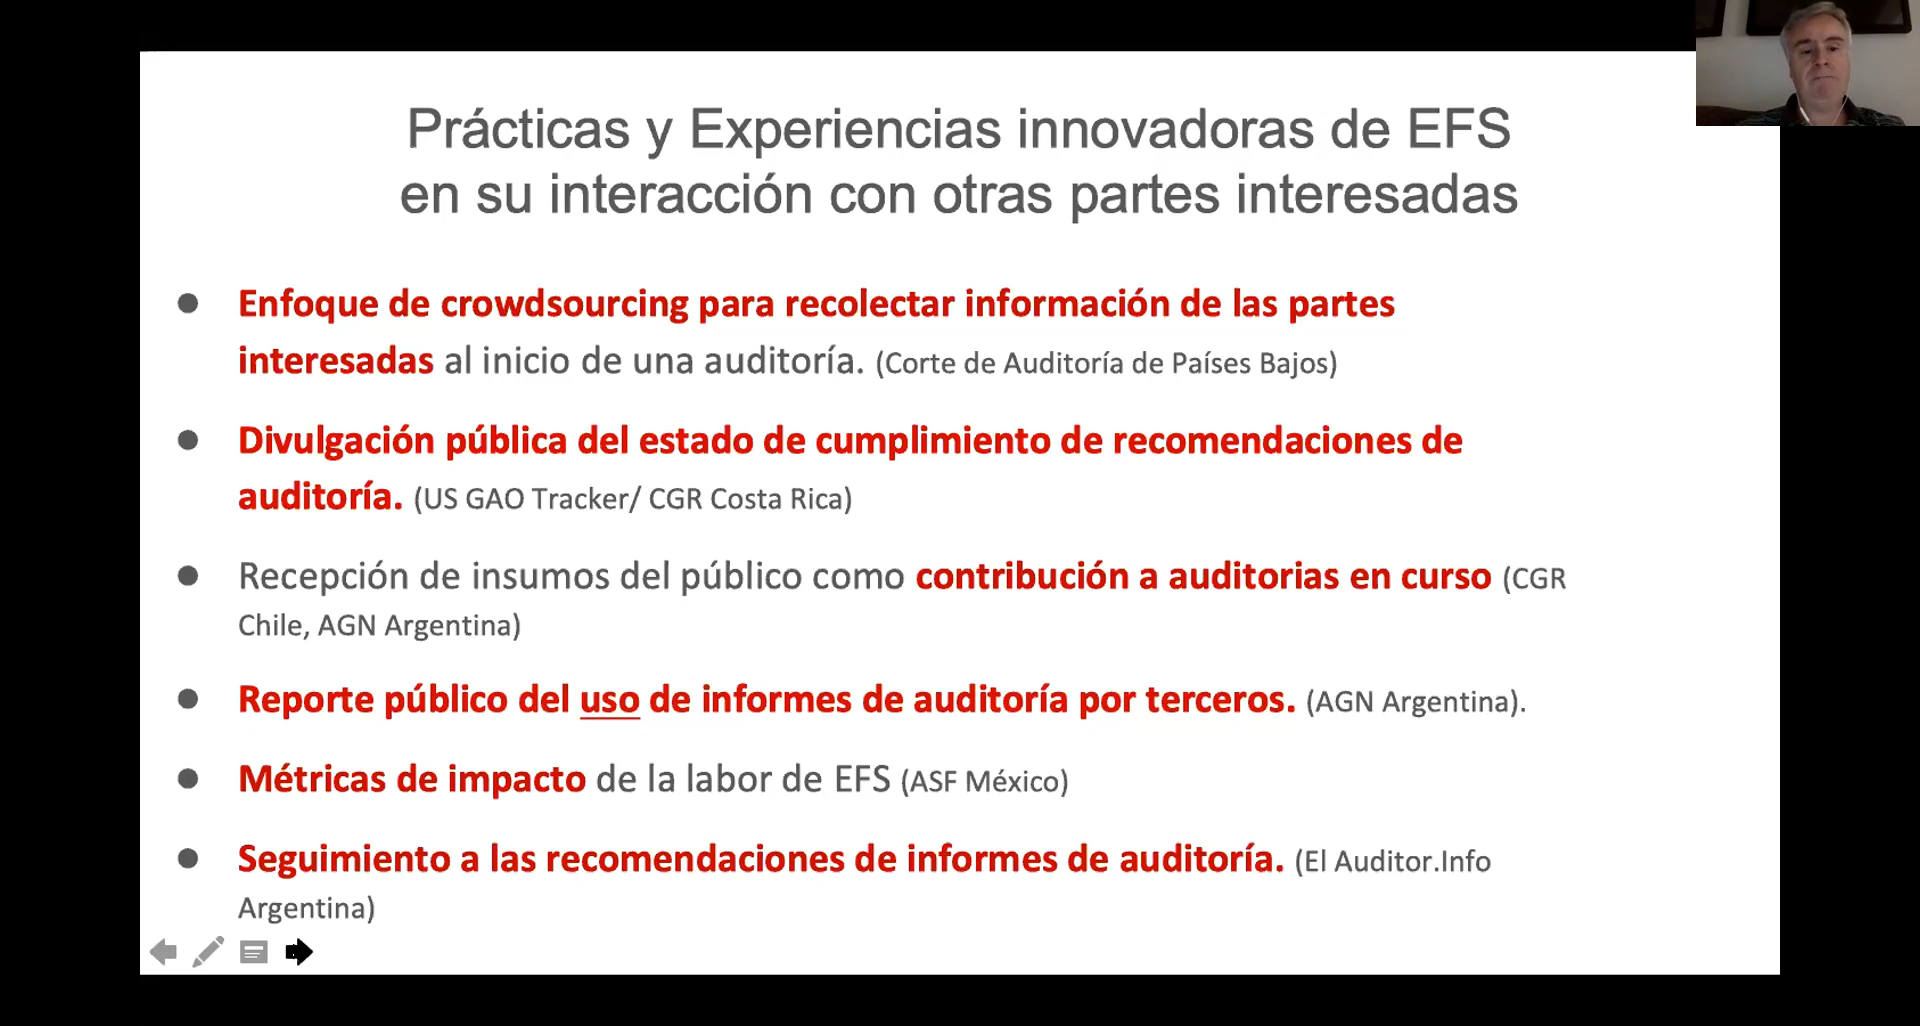 Prácticas y Experiencias innovadoras de EFS
en su interacción con otras partes interesadas
● Enfoque de crowdsourcing para recolectar información de las partes
interesadas al inicio de una auditoría. (Corte de Auditoría de Países Bajos)
● Divulgación pública del estado de cumplimiento de recomendaciones de
auditoría. (US GAO Tracker/ CGR Costa Rica)
● Recepción de insumos del público como contribución a auditorias en curso (CGR
Chile, AGN Argentina)
● Reporte público del uso de informes de auditoría por terceros. (AGN Argentina).
● Métricas de impacto de la labor de EFS (ASF México)
● Seguimiento a las recomendaciones de informes de auditoría. (El Auditor.Info
Argentina)